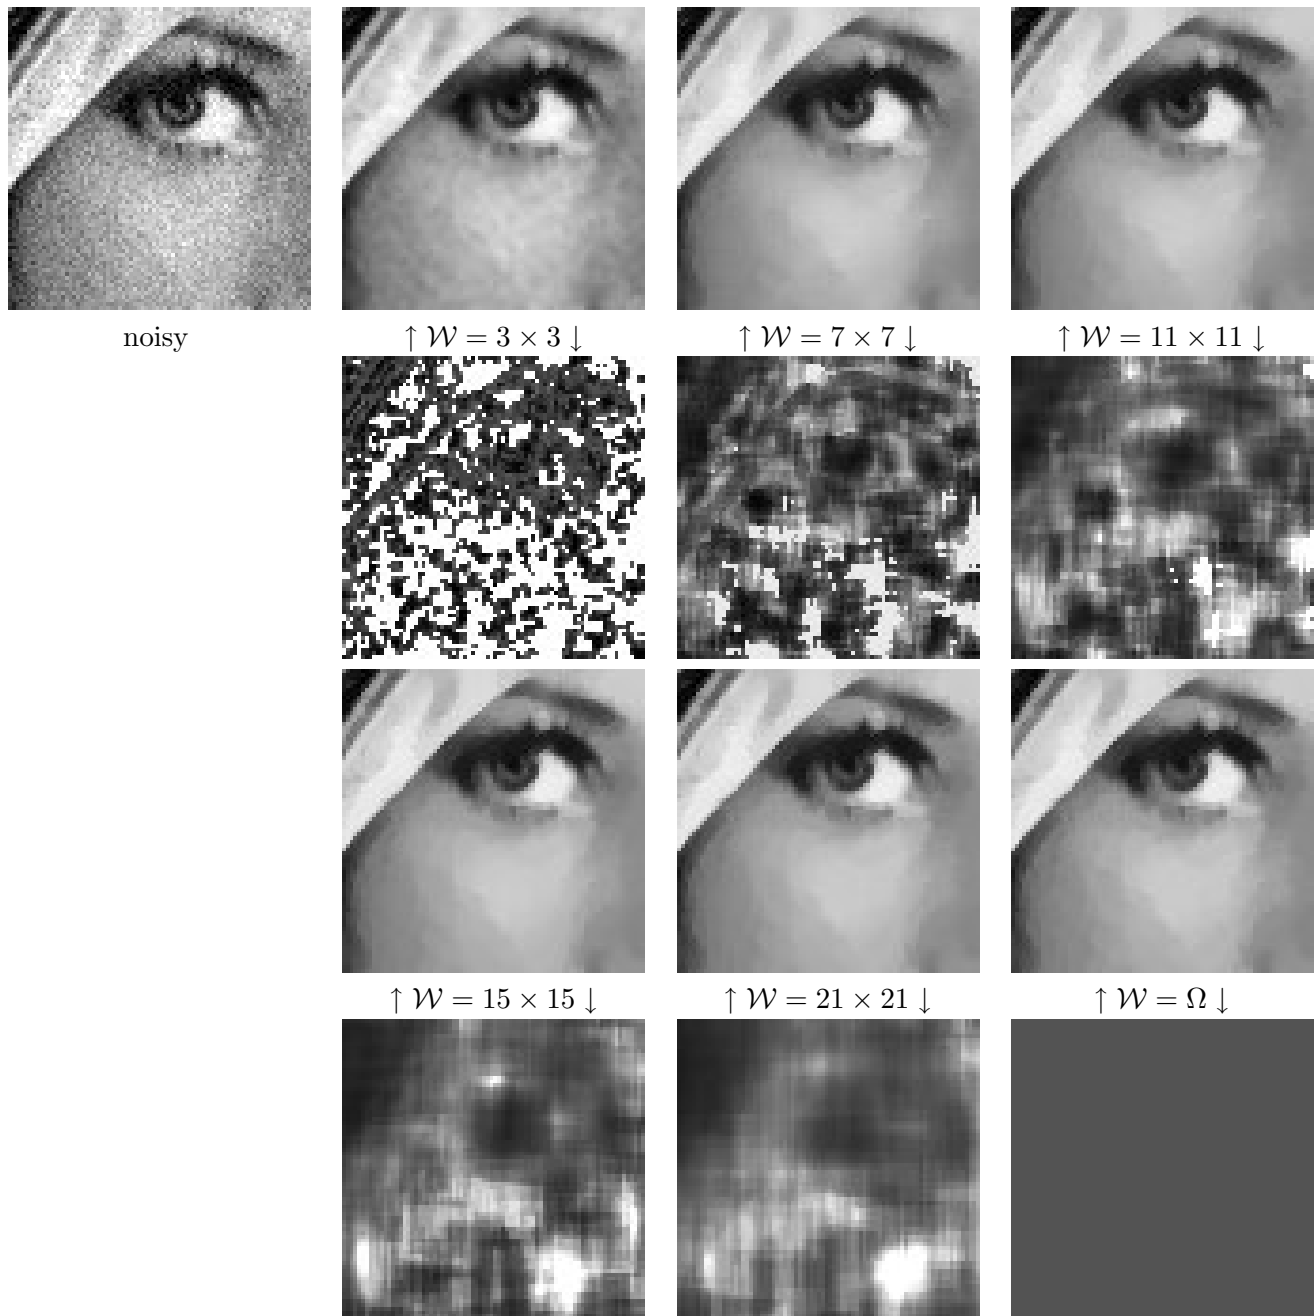 noisy
↑ 𝒲 = 3 × 3 ↓
↑ 𝒲 = 7 × 7 ↓
↑ 𝒲 = 11 × 11 ↓
↑ 𝒲 = 15 × 15 ↓
↑ 𝒲 = 21 × 21 ↓
↑ 𝒲 = Ω ↓